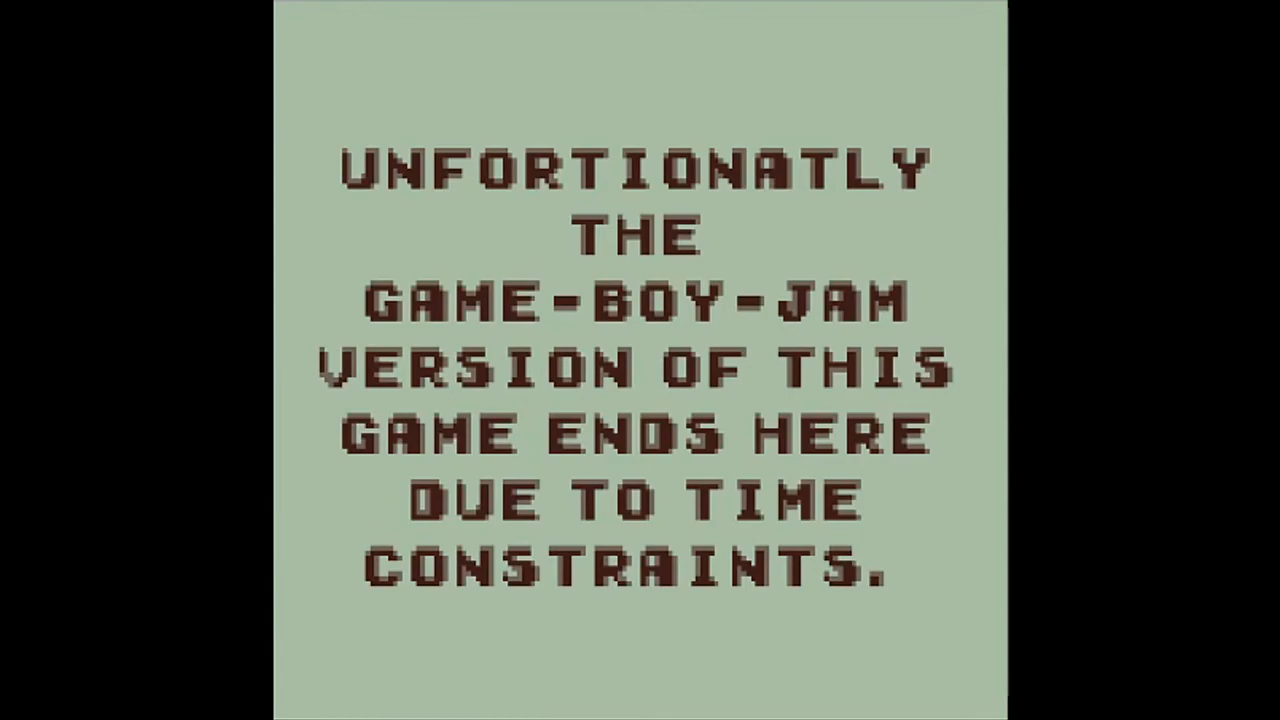 UNFORTIONATLY
THE
GAME-BOY-JAM
VERSION OF THIS
GAME ENDS HERE
DUE TO TIME
CONSTRAINTS.